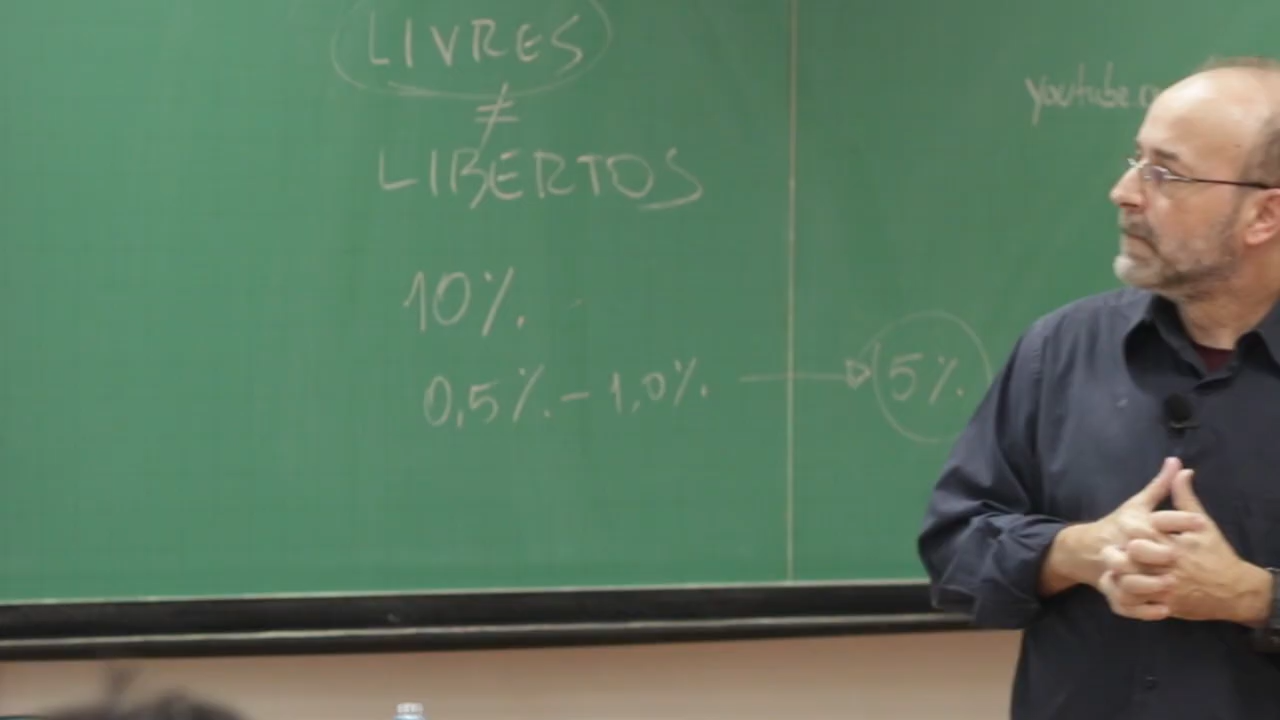 LIVRES
≠
LIBERTOS
10%.
0,5%. - 1,0%. → 5%.